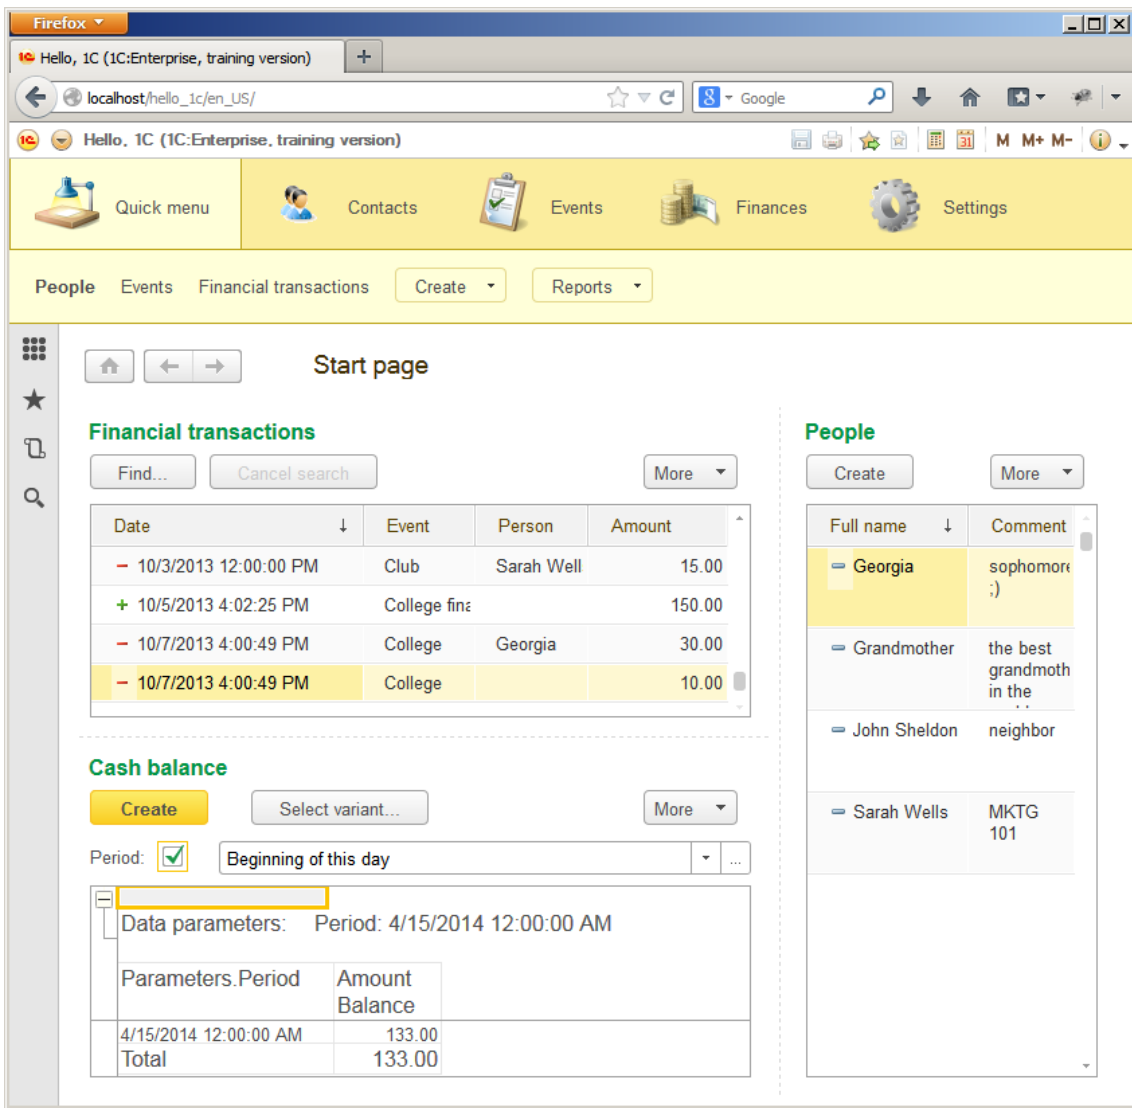 Firefox
Hello, 1C (1C:Enterprise, training version)
localhost/hello_1c/en_US/
Google
Hello, 1C (1C:Enterprise, training version)
31 M M+ M-
Quick menu Contacts Events Finances Settings
People Events Financial transactions Create Reports
Start page
Financial transactions
Find... Cancel search More
Date Event Person Amount
10/3/2013 12:00:00 PM Club Sarah Well 15.00
10/5/2013 4:02:25 PM College fina 150.00
10/7/2013 4:00:49 PM College Georgia 30.00
10/7/2013 4:00:49 PM College 10.00
Cash balance
Create Select variant... More
Period: Beginning of this day ...
Data parameters: Period: 4/15/2014 12:00:00 AM
Parameters.Period Amount
Balance
4/15/2014 12:00:00 AM 133.00
Total 133.00
People
Create More
Full name Comment
Georgia sophomore
;)
Grandmother the best
grandmoth
in the
John Sheldon neighbor
Sarah Wells MKTG
101